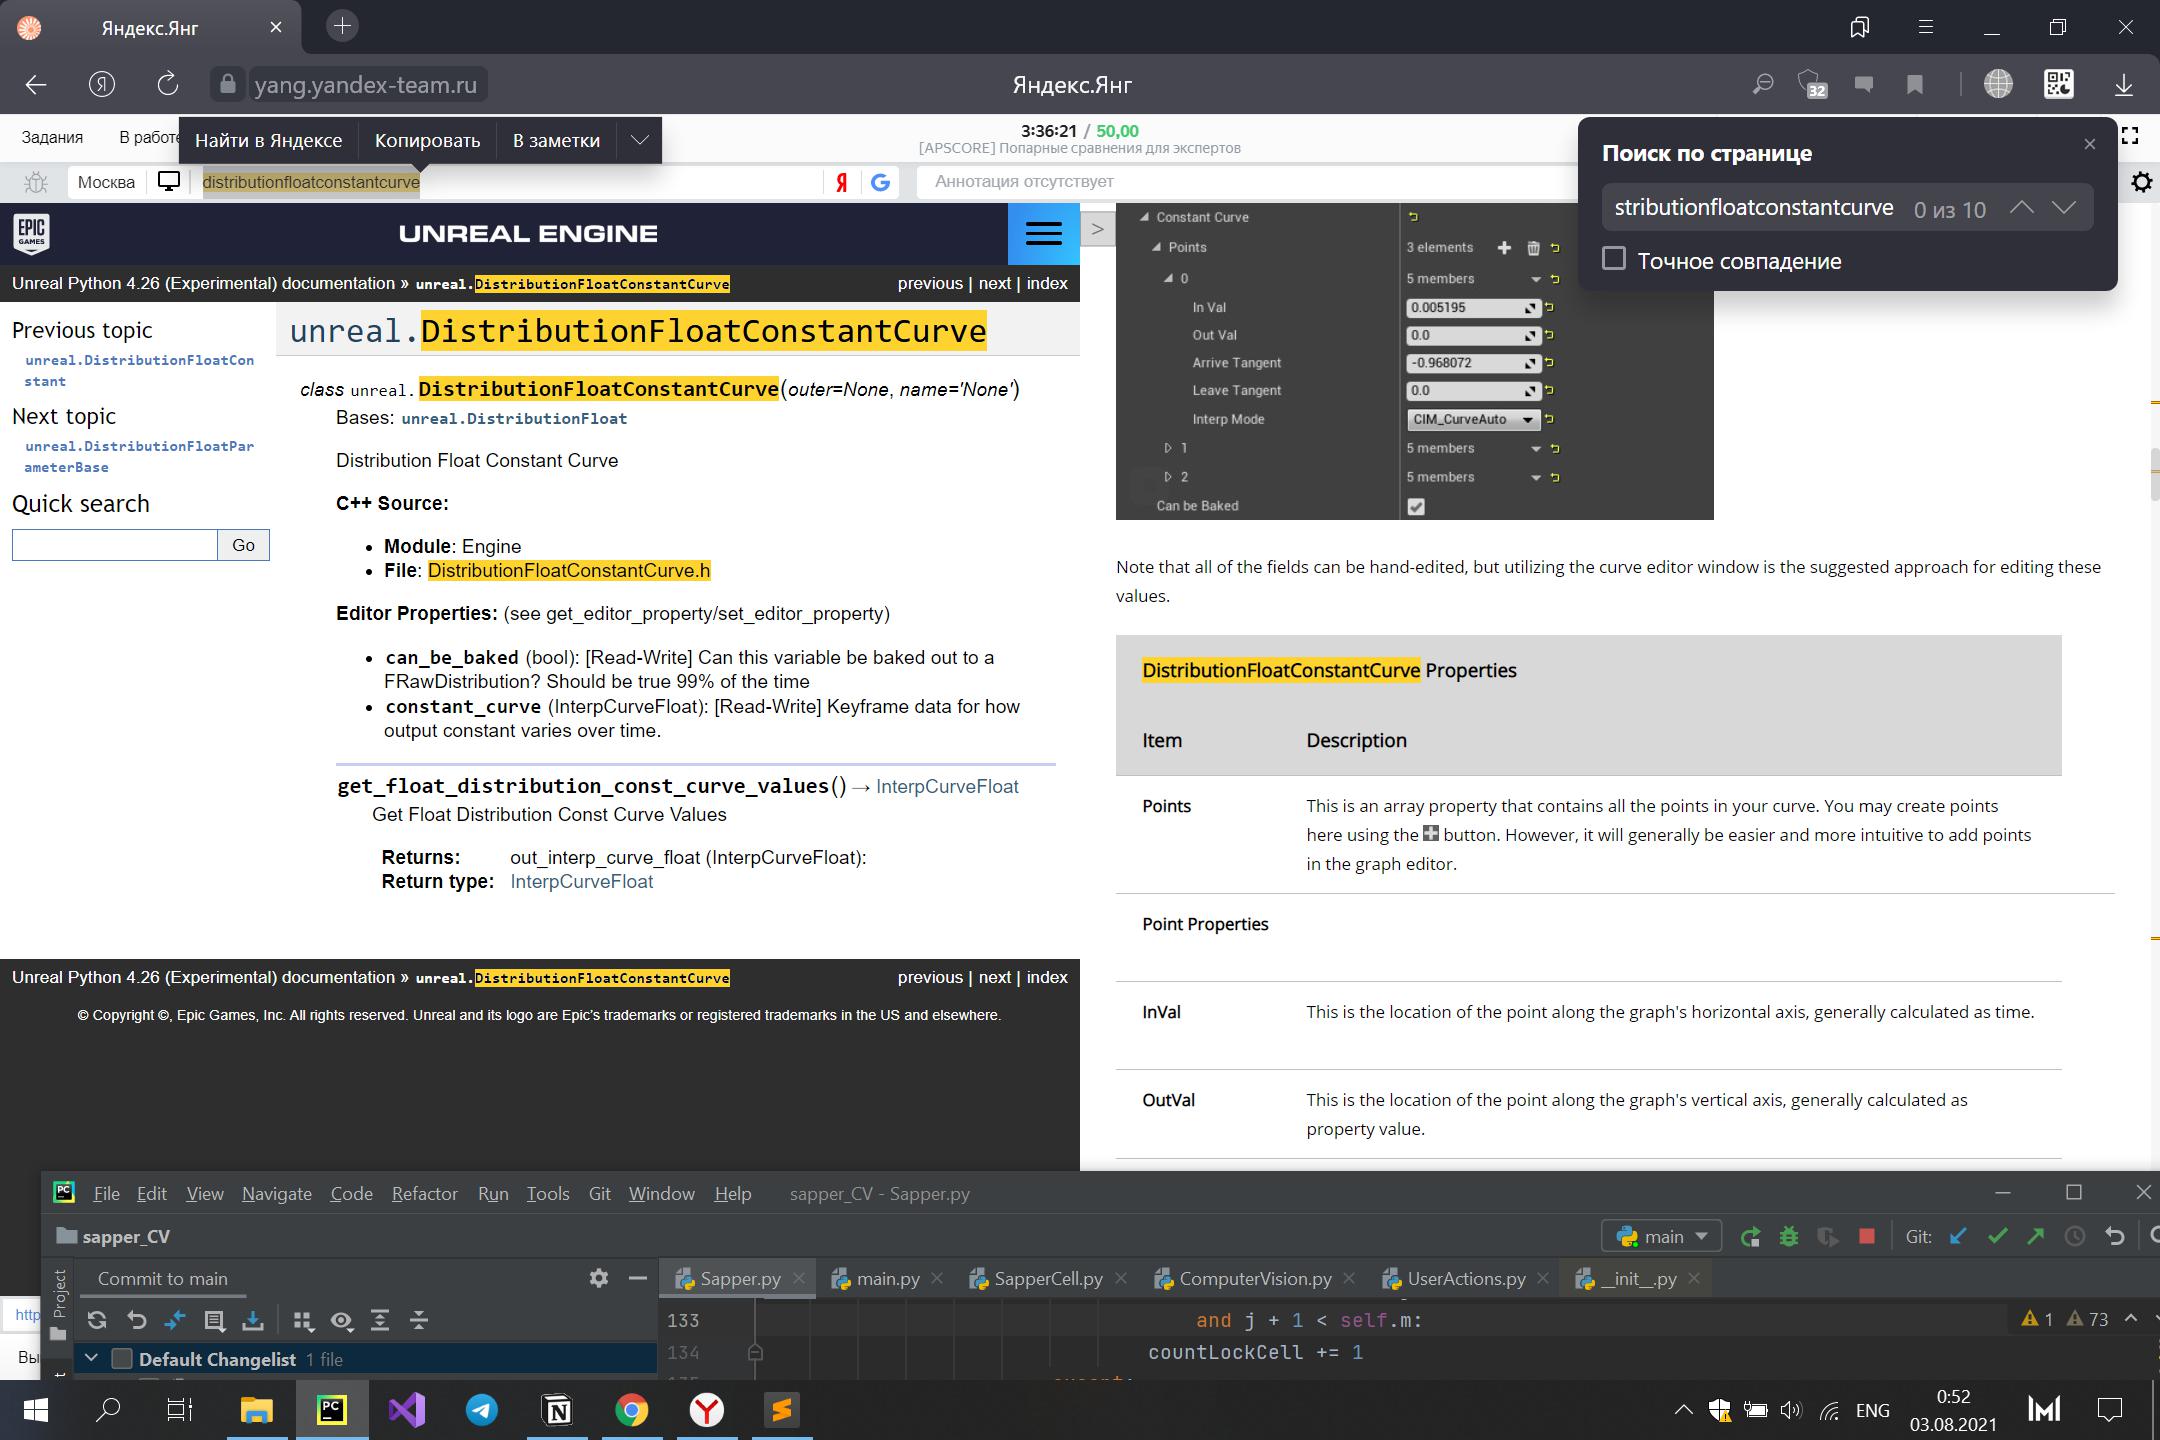 Яндекс.Янг
yang.yandex-team.ru
Яндекс.Янг
32
Задания
В работе
Найти в Яндексе
Копировать
В заметки
3:36:21 / 50,00
[APSCORE] Попарные сравнения для экспертов
Поиск по странице
stributionfloatconstantcurve 0 из 10
Точное совпадение
Москва
distributionfloatconstantcurve
Я G
Аннотация отсутствует
EPIC GAMES
UNREAL ENGINE
Unreal Python 4.26 (Experimental) documentation » unreal.DistributionFloatConstantCurve
previous | next | index
Previous topic
unreal.DistributionFloatCon
stant
Next topic
unreal.DistributionFloatPar
ameterBase
Quick search
Go
unreal.DistributionFloatConstantCurve
class unreal.DistributionFloatConstantCurve(outer=None, name='None')
Bases: unreal.DistributionFloat
Distribution Float Constant Curve
C++ Source:
• Module: Engine
• File: DistributionFloatConstantCurve.h
Editor Properties: (see get_editor_property/set_editor_property)
• can_be_baked (bool): [Read-Write] Can this variable be baked out to a
FRawDistribution? Should be true 99% of the time
• constant_curve (InterpCurveFloat): [Read-Write] Keyframe data for how
output constant varies over time.
get_float_distribution_const_curve_values() → InterpCurveFloat
Get Float Distribution Const Curve Values
Returns: out_interp_curve_float (InterpCurveFloat):
Return type: InterpCurveFloat
Unreal Python 4.26 (Experimental) documentation » unreal.DistributionFloatConstantCurve
previous | next | index
© Copyright ©, Epic Games, Inc. All rights reserved. Unreal and its logo are Epic's trademarks or registered trademarks in the US and elsewhere.
>
Constant Curve
Points 3 elements
0 5 members
In Val 0.005195
Out Val 0.0
Arrive Tangent -0.968072
Leave Tangent 0.0
Interp Mode CIM_CurveAuto
1 5 members
2 5 members
Can be Baked
Note that all of the fields can be hand-edited, but utilizing the curve editor window is the suggested approach for editing these
values.
DistributionFloatConstantCurve Properties
Item Description
Points This is an array property that contains all the points in your curve. You may create points
here using the button. However, it will generally be easier and more intuitive to add points
in the graph editor.
Point Properties
InVal This is the location of the point along the graph's horizontal axis, generally calculated as time.
OutVal This is the location of the point along the graph's vertical axis, generally calculated as
property value.
http
Вы
PC
File Edit View Navigate Code Refactor Run Tools Git Window Help
sapper_CV - Sapper.py
sapper_CV
main
Git:
Project
Commit to main
Sapper.py
main.py
SapperCell.py
ComputerVision.py
UserActions.py
__init__.py
Default Changelist 1 file
133 and j + 1 < self.m:
134 countLockCell += 1
1
73
ENG
0:52
03.08.2021